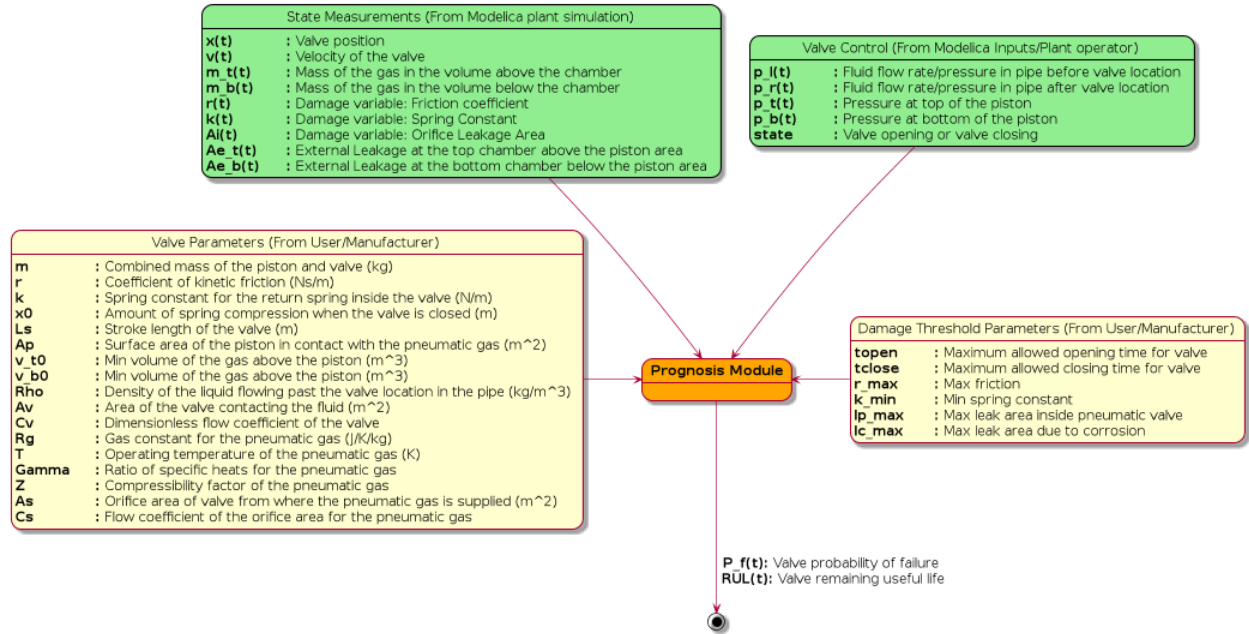 State Measurements (From Modelica plant simulation)
x(t) : Valve position
v(t) : Velocity of the valve
m_t(t) : Mass of the gas in the volume above the chamber
m_b(t) : Mass of the gas in the volume below the chamber
r(t) : Damage variable: Friction coefficient
k(t) : Damage variable: Spring Constant
Ai(t) : Damage variable: Orifice Leakage Area
Ae_t(t) : External Leakage at the top chamber above the piston area
Ae_b(t) : External Leakage at the bottom chamber below the piston area
Valve Control (From Modelica Inputs/Plant operator)
p_l(t) : Fluid flow rate/pressure in pipe before valve location
p_r(t) : Fluid flow rate/pressure in pipe after valve location
p_t(t) : Pressure at top of the piston
p_b(t) : Pressure at bottom of the piston
state : Valve opening or valve closing
Valve Parameters (From User/Manufacturer)
m : Combined mass of the piston and valve (kg)
r : Coefficient of kinetic friction (Ns/m)
k : Spring constant for the return spring inside the valve (N/m)
x0 : Amount of spring compression when the valve is closed (m)
Ls : Stroke length of the valve (m)
Ap : Surface area of the piston in contact with the pneumatic gas (m^2)
v_t0 : Min volume of the gas above the piston (m^3)
v_b0 : Min volume of the gas above the piston (m^3)
Rho : Density of the liquid flowing past the valve location in the pipe (kg/m^3)
Av : Area of the valve contacting the fluid (m^2)
Cv : Dimensionless flow coefficient of the valve
Rg : Gas constant for the pneumatic gas (J/K/kg)
T : Operating temperature of the pneumatic gas (K)
Gamma : Ratio of specific heats for the pneumatic gas
Z : Compressibility factor of the pneumatic gas
As : Orifice area of valve from where the pneumatic gas is supplied (m^2)
Cs : Flow coefficient of the orifice area for the pneumatic gas
Prognosis Module
Damage Threshold Parameters (From User/Manufacturer)
topen : Maximum allowed opening time for valve
tclose : Maximum allowed closing time for valve
r_max : Max friction
k_min : Min spring constant
lp_max : Max leak area inside pneumatic valve
lc_max : Max leak area due to corrosion
P_f(t): Valve probability of failure
RUL(t): Valve remaining useful life